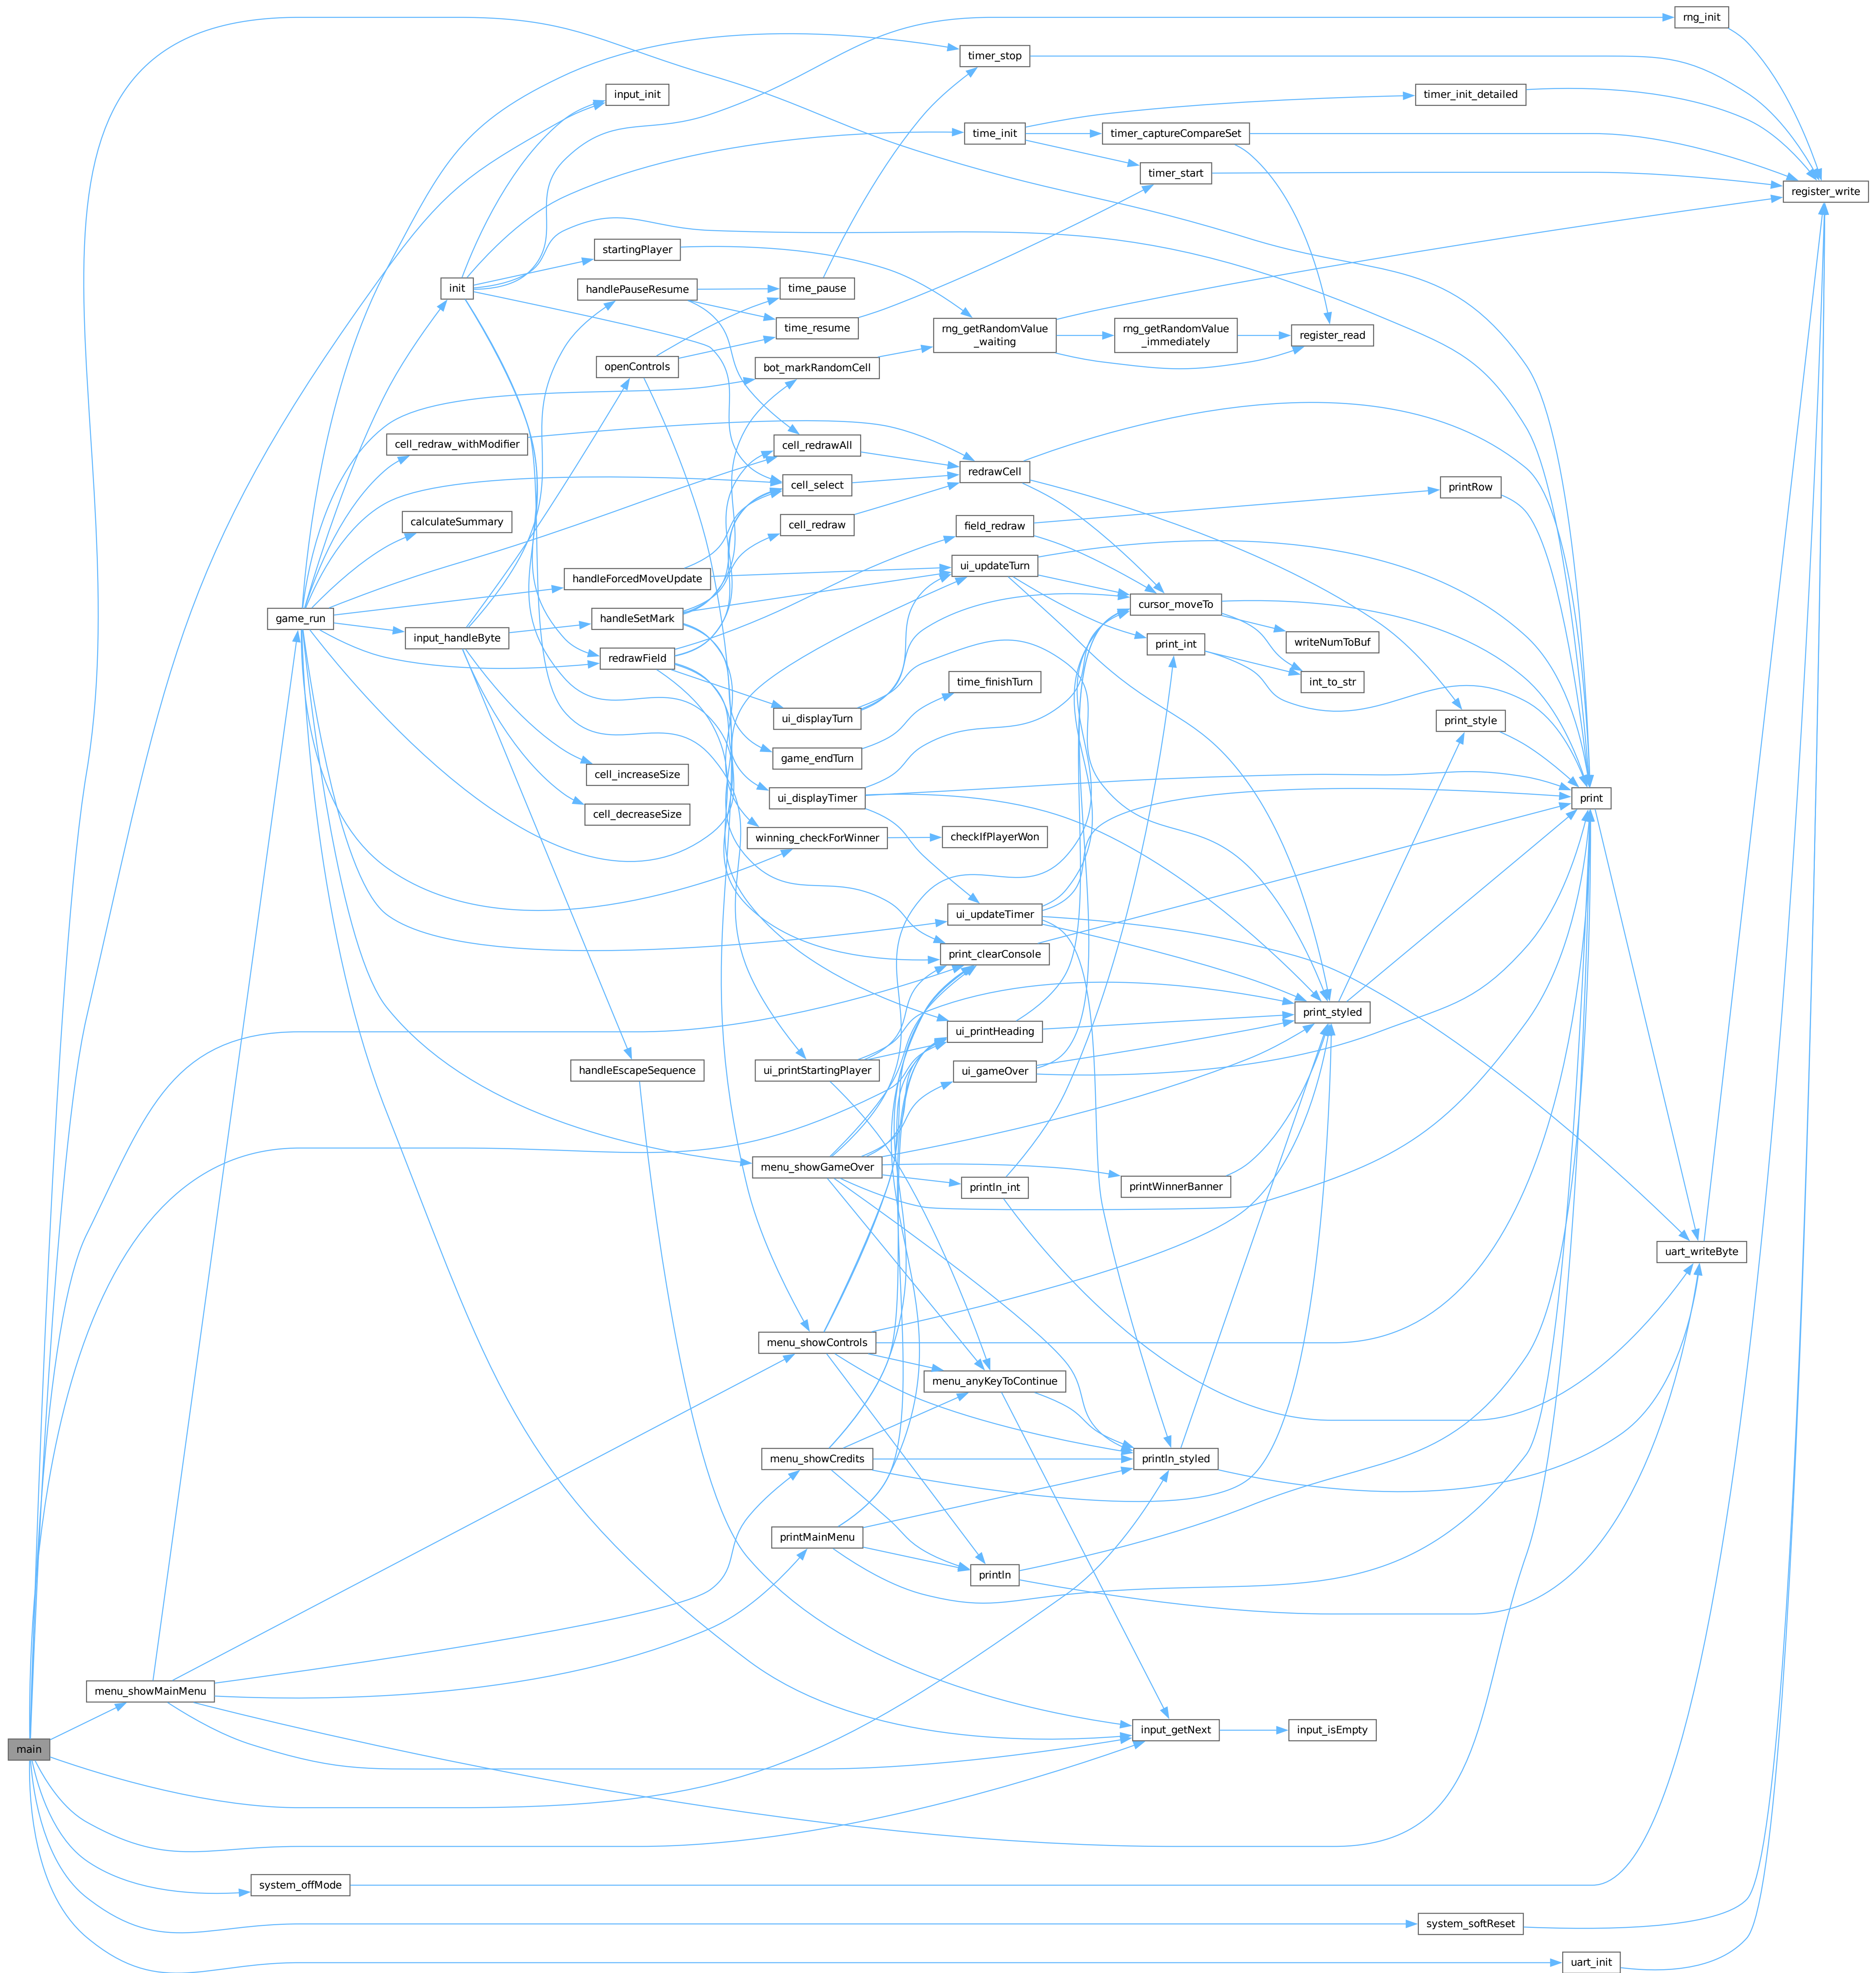 rng_init
timer_stop
input_init
timer_init_detailed
time_init
timer_captureCompareSet
timer_start
register_write
startingPlayer
init
handlePauseResume
time_pause
time_resume
rng_getRandomValue
_waiting
rng_getRandomValue
_immediately
register_read
openControls
bot_markRandomCell
cell_redraw_withModifier
cell_redrawAll
redrawCell
cell_select
printRow
calculateSummary
cell_redraw
field_redraw
ui_updateTurn
handleForcedMoveUpdate
cursor_moveTo
game_run
handleSetMark
input_handleByte
writeNumToBuf
print_int
redrawField
time_finishTurn
int_to_str
ui_displayTurn
print_style
game_endTurn
cell_increaseSize
ui_displayTimer
print
cell_decreaseSize
winning_checkForWinner
checkIfPlayerWon
ui_updateTimer
print_clearConsole
print_styled
ui_printHeading
handleEscapeSequence
ui_printStartingPlayer
ui_gameOver
menu_showGameOver
println_int
printWinnerBanner
uart_writeByte
menu_showControls
menu_anyKeyToContinue
menu_showCredits
println_styled
printMainMenu
println
menu_showMainMenu
input_getNext
input_isEmpty
main
system_offMode
system_softReset
uart_init